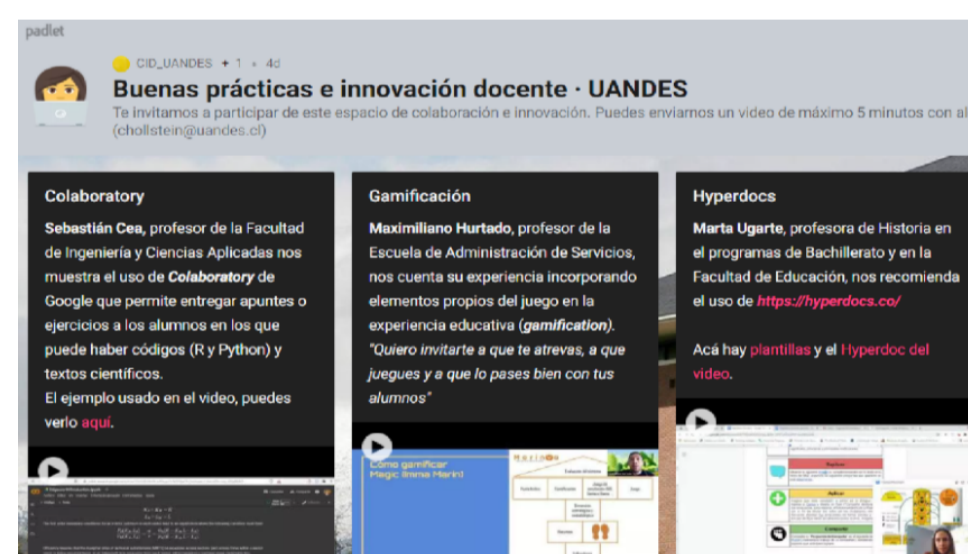 padlet
CID_UANDES + 1 • 4d
Buenas prácticas e innovación docente · UANDES
Te invitamos a participar de este espacio de colaboración e innovación. Puedes enviarnos un video de máximo 5 minutos con al
(chollstein@uandes.cl)
Colaboratory
Sebastián Cea, profesor de la Facultad
de Ingeniería y Ciencias Aplicadas nos
muestra el uso de Colaboratory de
Google que permite entregar apuntes o
ejercicios a los alumnos en los que
puede haber códigos (R y Python) y
textos científicos.
El ejemplo usado en el video, puedes
verlo aquí.
Gamificación
Maximiliano Hurtado, profesor de la
Escuela de Administración de Servicios,
nos cuenta su experiencia incorporando
elementos propios del juego en la
experiencia educativa (gamification).
"Quiero invitarte a que te atrevas, a que
juegues y a que lo pases bien con tus
alumnos"
Cómo gamificar
Hyperdocs
Marta Ugarte, profesora de Historia en
el programas de Bachillerato y en la
Facultad de Educación, nos recomienda
el uso de https://hyperdocs.co/
Acá hay plantillas y el Hyperdoc del
video.
Explicar
Aplicar
Compartir